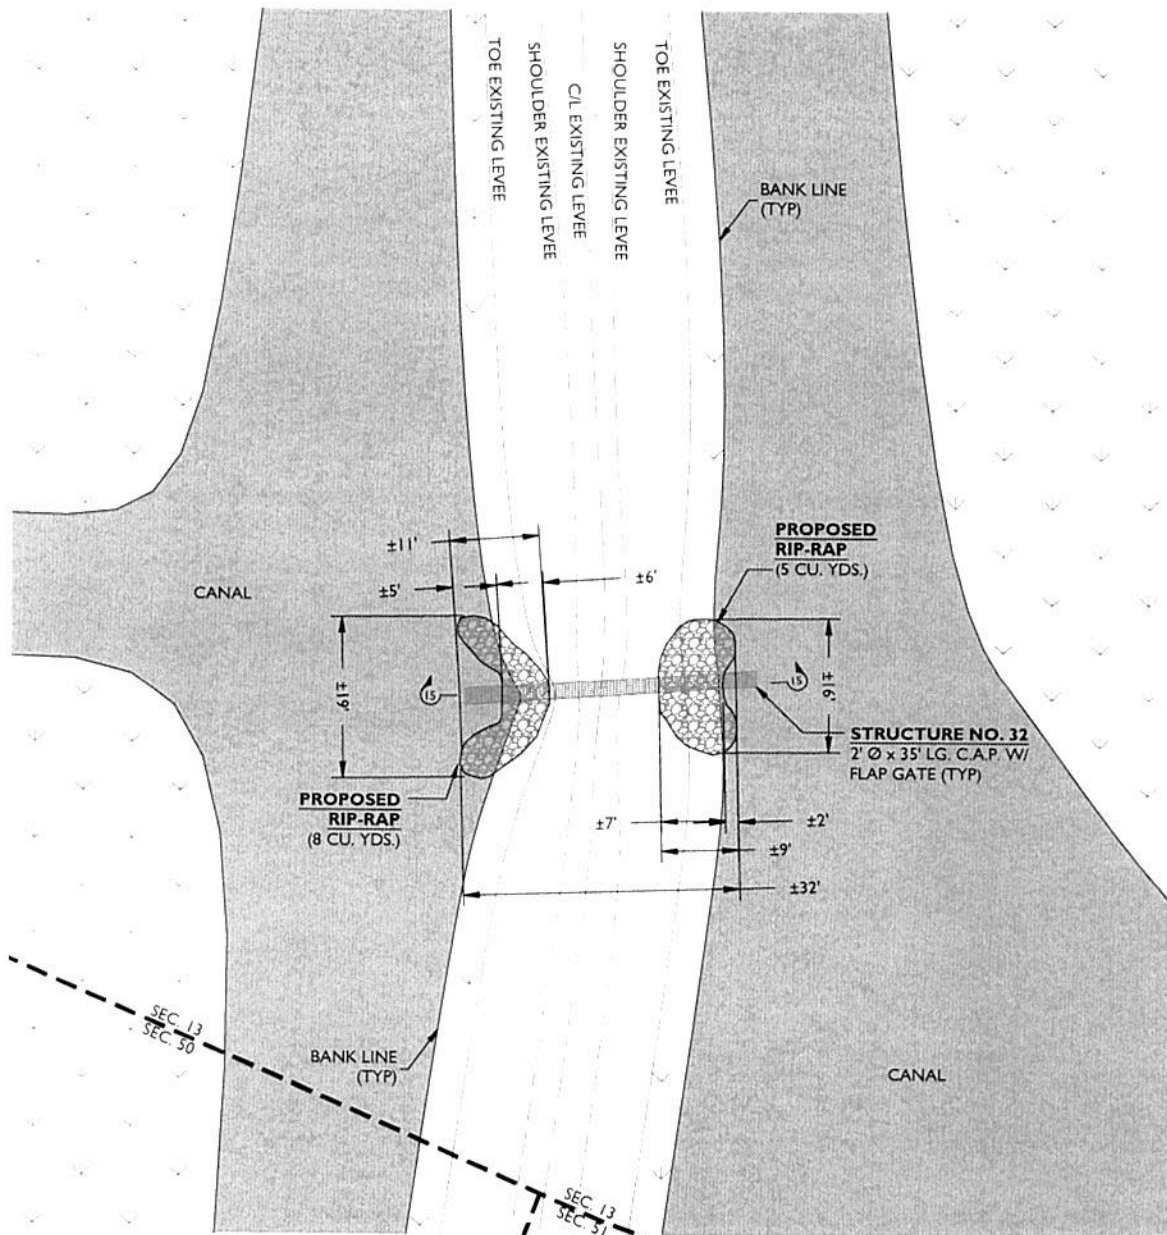 TOE EXISTING LEVEE
SHOULDER EXISTING LEVEE
C/L EXISTING LEVEE
SHOULDER EXISTING LEVEE
TOE EXISTING LEVEE
BANK LINE
(TYP)
±11'
±5'
±6'
PROPOSED
RIP-RAP
(5 CU. YDS.)
CANAL
±19'
15
15
±16'
STRUCTURE NO. 32
2' Ø x 35' LG. C.A.P. W/
FLAP GATE (TYP)
PROPOSED
RIP-RAP
(8 CU. YDS.)
±7'
±2'
±9'
±32'
SEC. 13
SEC. 50
BANK LINE
(TYP)
CANAL
SEC. 13
SEC. 51